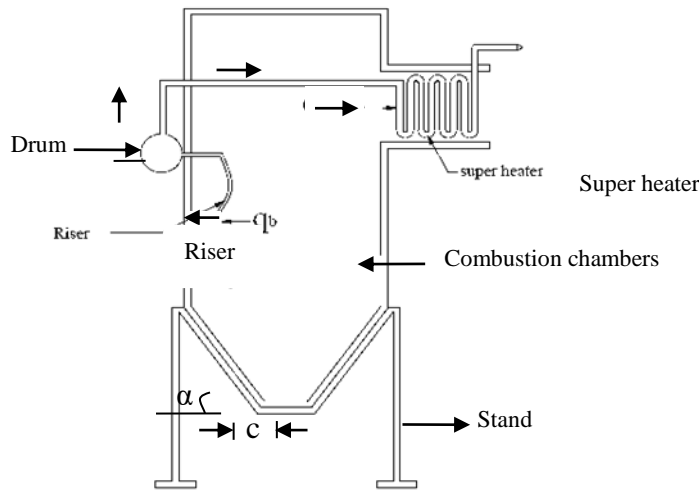 Drum
super heater
Super heater
Riser
qb
Riser
Combustion chambers
α
c
Stand